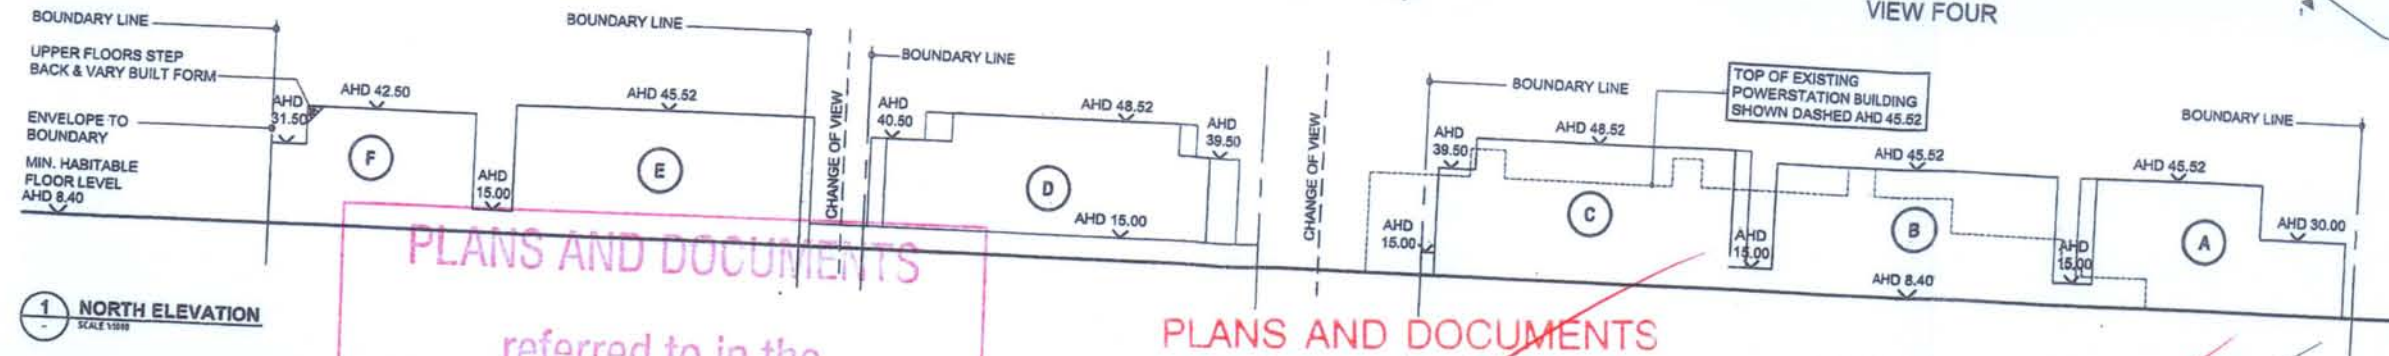 VIEW FOUR
BOUNDARY LINE
BOUNDARY LINE
BOUNDARY LINE
BOUNDARY LINE
BOUNDARY LINE
UPPER FLOORS STEP
BACK & VARY BUILT FORM
ENVELOPE TO
BOUNDARY
MIN. HABITABLE
FLOOR LEVEL
AHD 8.40
AHD
31.50
AHD 42.50
F
AHD
15.00
AHD 45.52
E
CHANGE OF VIEW
AHD
40.50
AHD 48.52
AHD
39.50
D
AHD 15.00
CHANGE OF VIEW
TOP OF EXISTING
POWERSTATION BUILDING
SHOWN DASHED AHD 45.52
AHD
39.50
AHD 48.52
AHD
15.00
C
AHD
15.00
AHD 45.52
B
AHD 8.40
AHD
15.00
AHD 45.52
A
AHD 30.00
1
NORTH ELEVATION
PLANS AND DOCUMENTS
referred to in the
PLANS AND DOCUMENTS